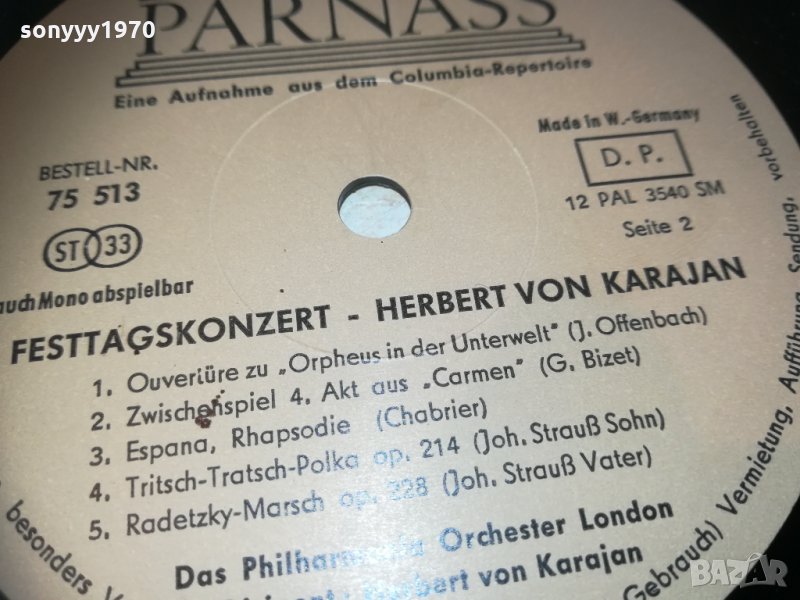 sonyyy1970
PARNASS
Eine Aufnahme aus dem Columbia-Repertoire
BESTELL-NR.
75 513
ST 33
auch Mono abspielbar
Made in W.-Germany
D. P.
12 PAL 3540 SM
Seite 2
FESTTAGSKONZERT - HERBERT VON KARAJAN
1. Ouvertüre zu „Orpheus in der Unterwelt" (J. Offenbach)
2. Zwischenspiel 4. Akt aus „Carmen" (G. Bizet)
3. Espana, Rhapsodie (Chabrier)
4. Tritsch-Tratsch-Polka op. 214 (Joh. Strauß Sohn)
5. Radetzky-Marsch op. 228 (Joh. Strauß Vater)
Das Philharmonia Orchester London
Herbert von Karajan
besonders
Gebrauch) Vermietung, Aufführung, Sendung, vorbehalten
BAZAR